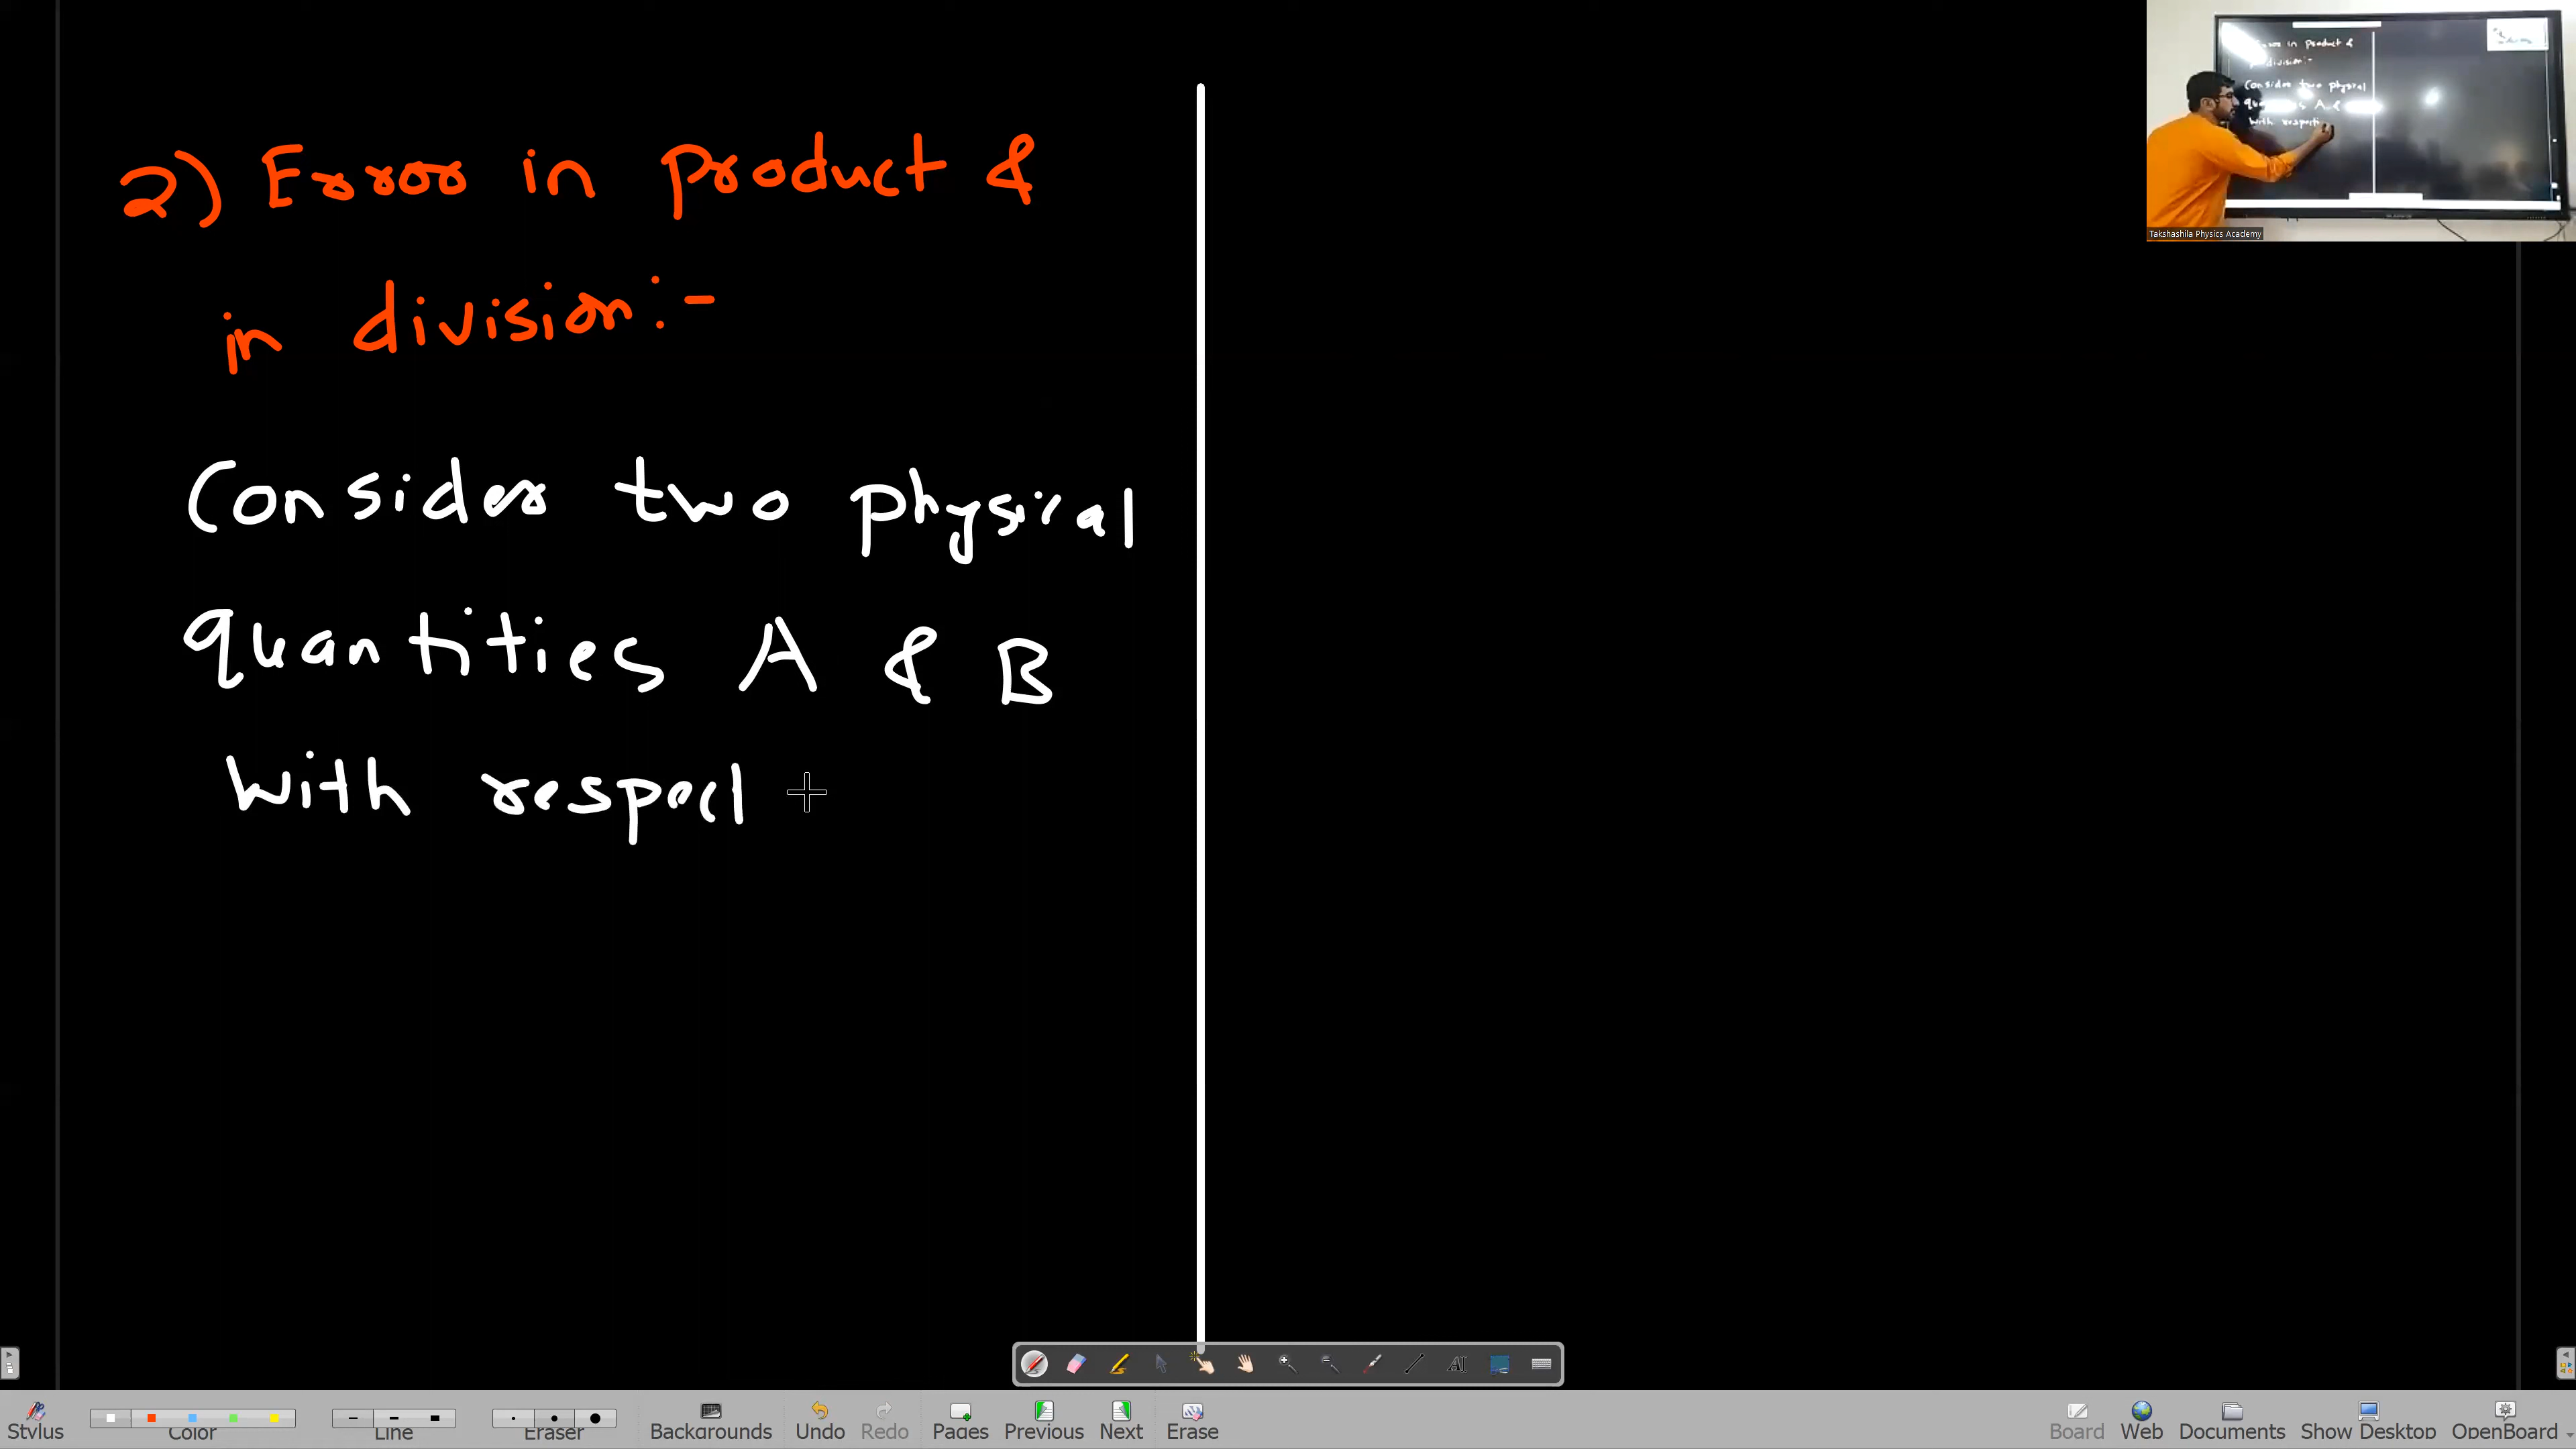 2) Error in product &
in division:-
Consider two physical
quantities A & B
with respect
Takshashila Physics Academy
Stylus
Color
Line
Eraser
Backgrounds
Undo
Redo
Pages
Previous
Next
Erase
Board
Web
Documents
Show Desktop
OpenBoard